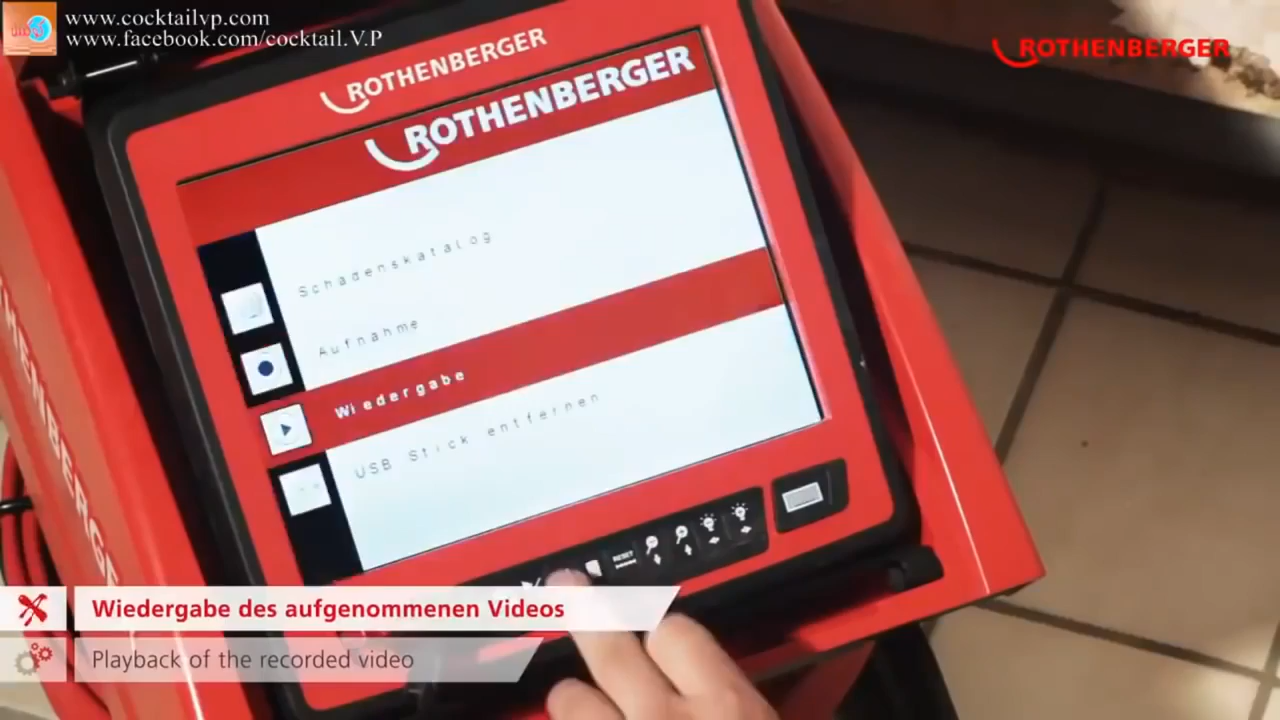 www.cocktailvp.com
www.facebook.com/cocktail.V.P
ROTHENBERGER
ROTHENBERGER
ROTHENBERGER
Schadenskatalog
Aufnahme
Wiedergabe
USB Stick entfernen
RESET
Wiedergabe des aufgenommenen Videos
Playback of the recorded video